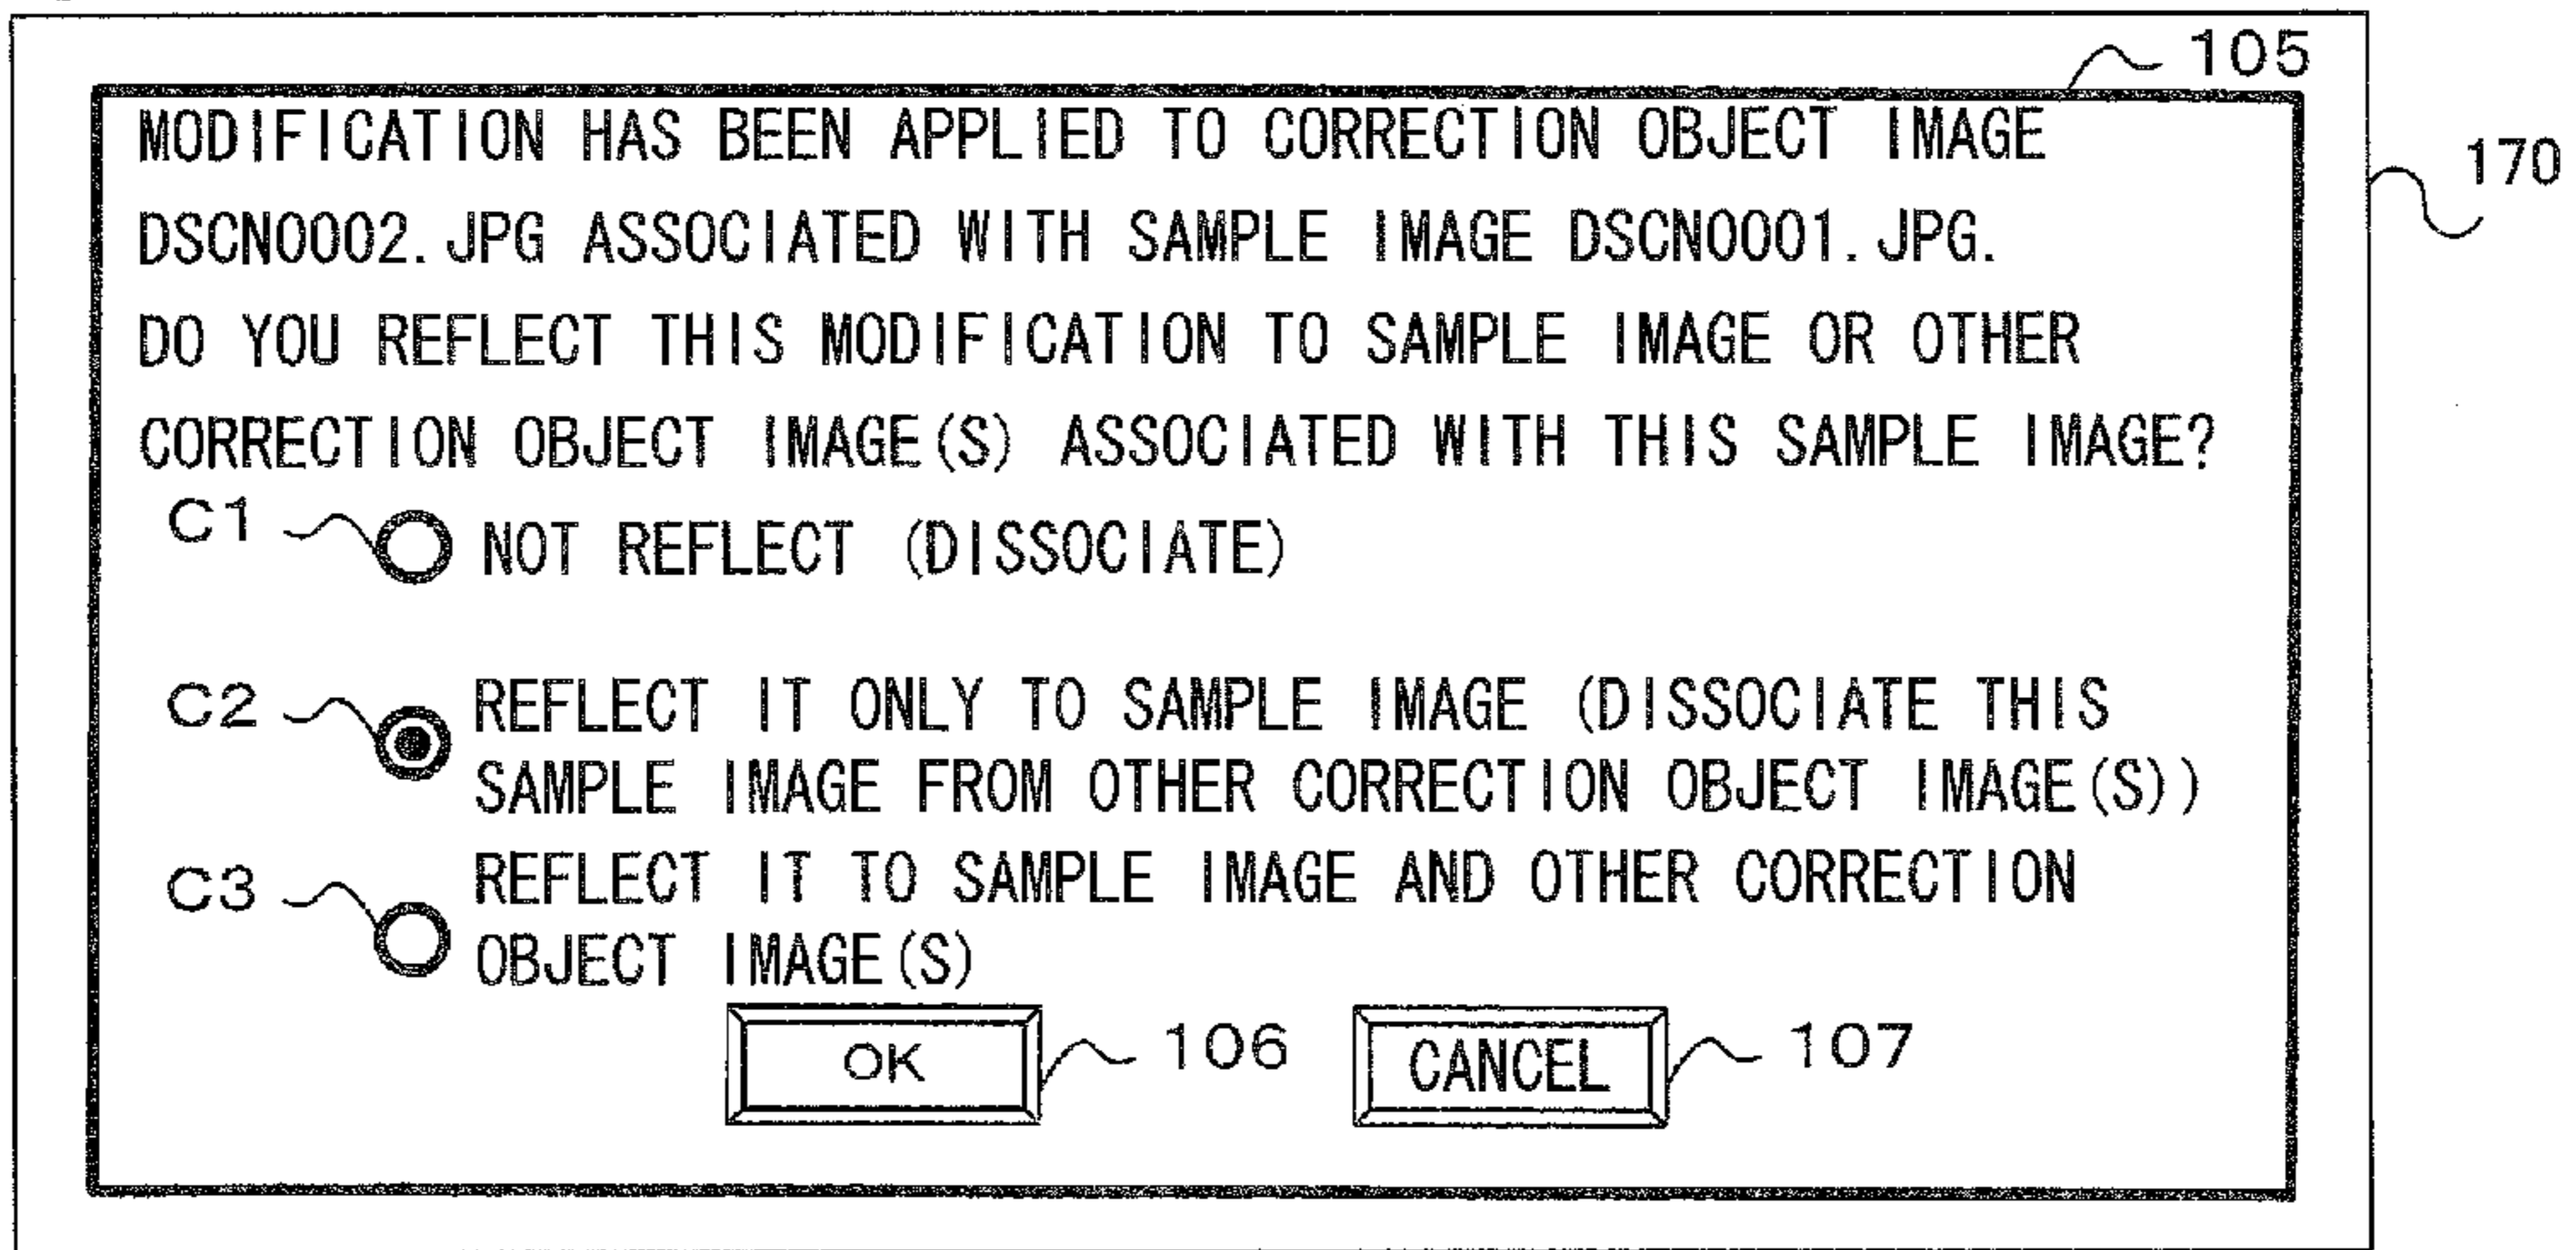 105
170
MODIFICATION HAS BEEN APPLIED TO CORRECTION OBJECT IMAGE
DSCN0002.JPG ASSOCIATED WITH SAMPLE IMAGE DSCN0001.JPG.
DO YOU REFLECT THIS MODIFICATION TO SAMPLE IMAGE OR OTHER
CORRECTION OBJECT IMAGE(S) ASSOCIATED WITH THIS SAMPLE IMAGE?
C1 NOT REFLECT (DISSOCIATE)
C2 REFLECT IT ONLY TO SAMPLE IMAGE (DISSOCIATE THIS
SAMPLE IMAGE FROM OTHER CORRECTION OBJECT IMAGE(S))
C3 REFLECT IT TO SAMPLE IMAGE AND OTHER CORRECTION
OBJECT IMAGE(S)
OK 106 CANCEL 107